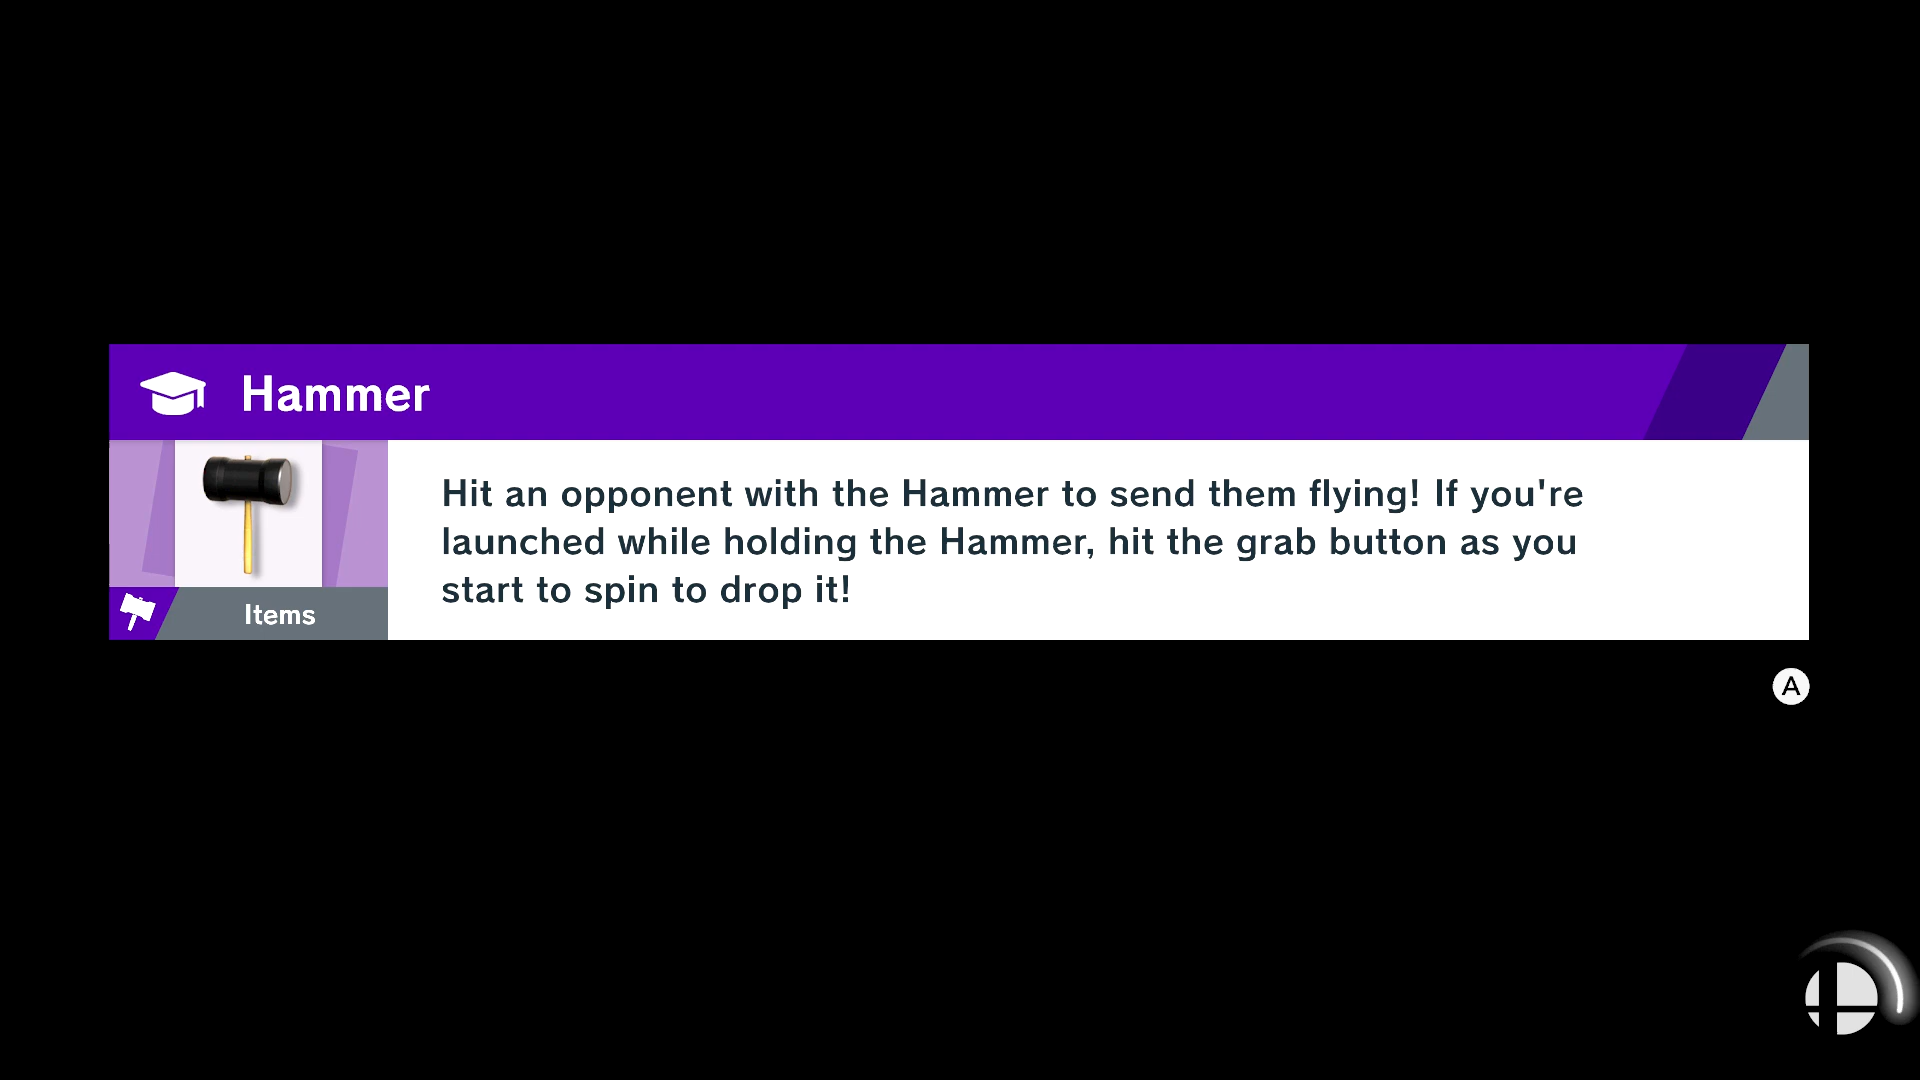 Hammer
Hit an opponent with the Hammer to send them flying! If you're
launched while holding the Hammer, hit the grab button as you
start to spin to drop it!
Items
A